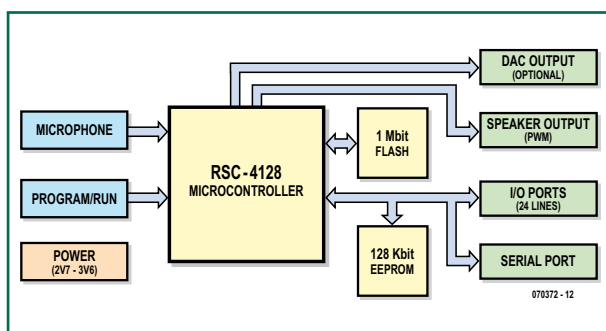 DAC OUTPUT
(OPTIONAL)
MICROPHONE
SPEAKER OUTPUT
(PWM)
1 Mbit
FLASH
RSC - 4128
MICROCONTROLLER
PROGRAM/RUN
I/O PORTS
(24 LINES)
POWER
(2V7 - 3V6)
128 Kbit
EEPROM
SERIAL PORT
070372 - 12